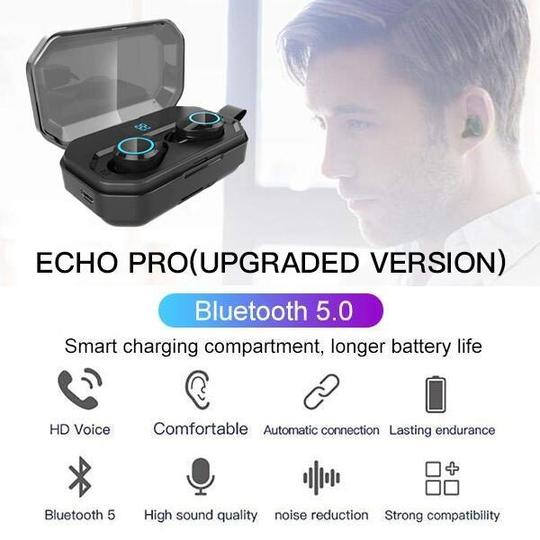 ECHO PRO(UPGRADED VERSION)
Bluetooth 5.0
Smart charging compartment, longer battery life
HD Voice
Comfortable
Automatic connection
Lasting endurance
Bluetooth 5
High sound quality
noise reduction
Strong compatibility